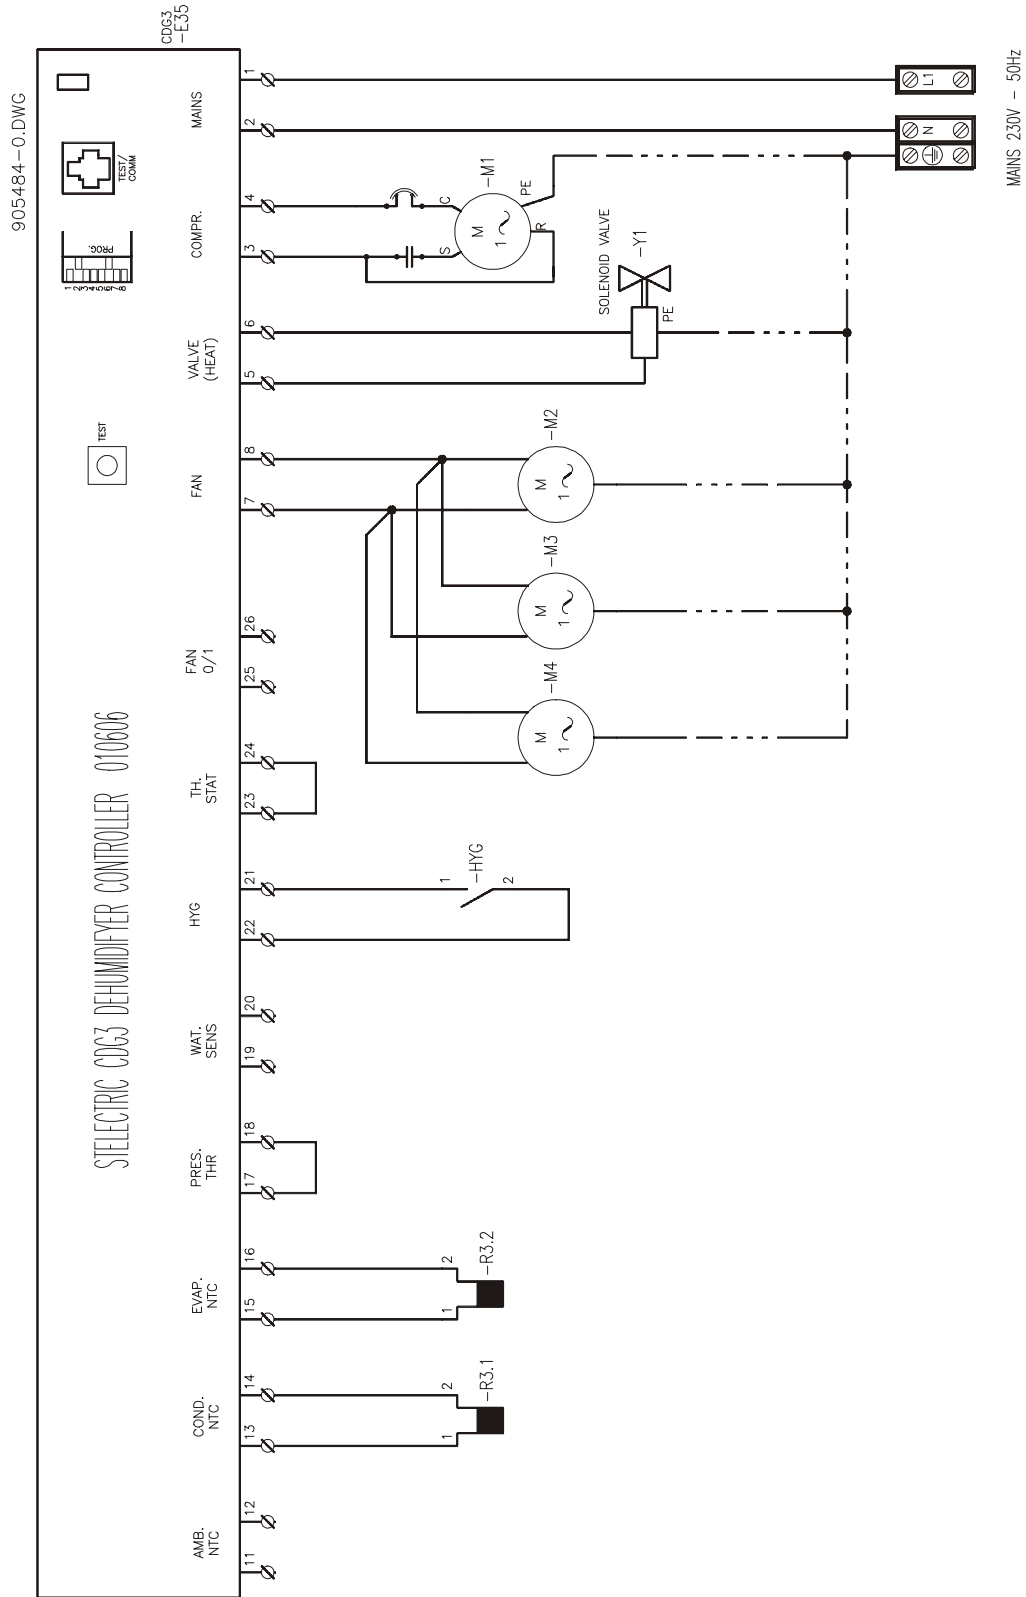 905484-0.DWG
CDG3
-E35
STELECTRIC CDG3 DEHUMIDIFYER CONTROLLER 010606
TEST/
COMM
PROG.
1
2
3
4
5
6
7
8
TEST
MAINS
1
2
COMPR.
4
3
VALVE
(HEAT)
6
5
FAN
8
7
FAN
0/1
26
25
TH.
STAT
24
23
HYG
21
22
WAT.
SENS
20
19
PRES.
THR
18
17
EVAP.
NTC
16
15
COND.
NTC
14
13
AMB.
NTC
12
11
L1
N
MAINS 230V - 50Hz
C
S
R
PE
M
1
-M1
SOLENOID VALVE
-Y1
PE
M
1
-M2
M
1
-M3
M
1
-M4
1
-HYG
2
2
1
-R3.2
2
1
-R3.1